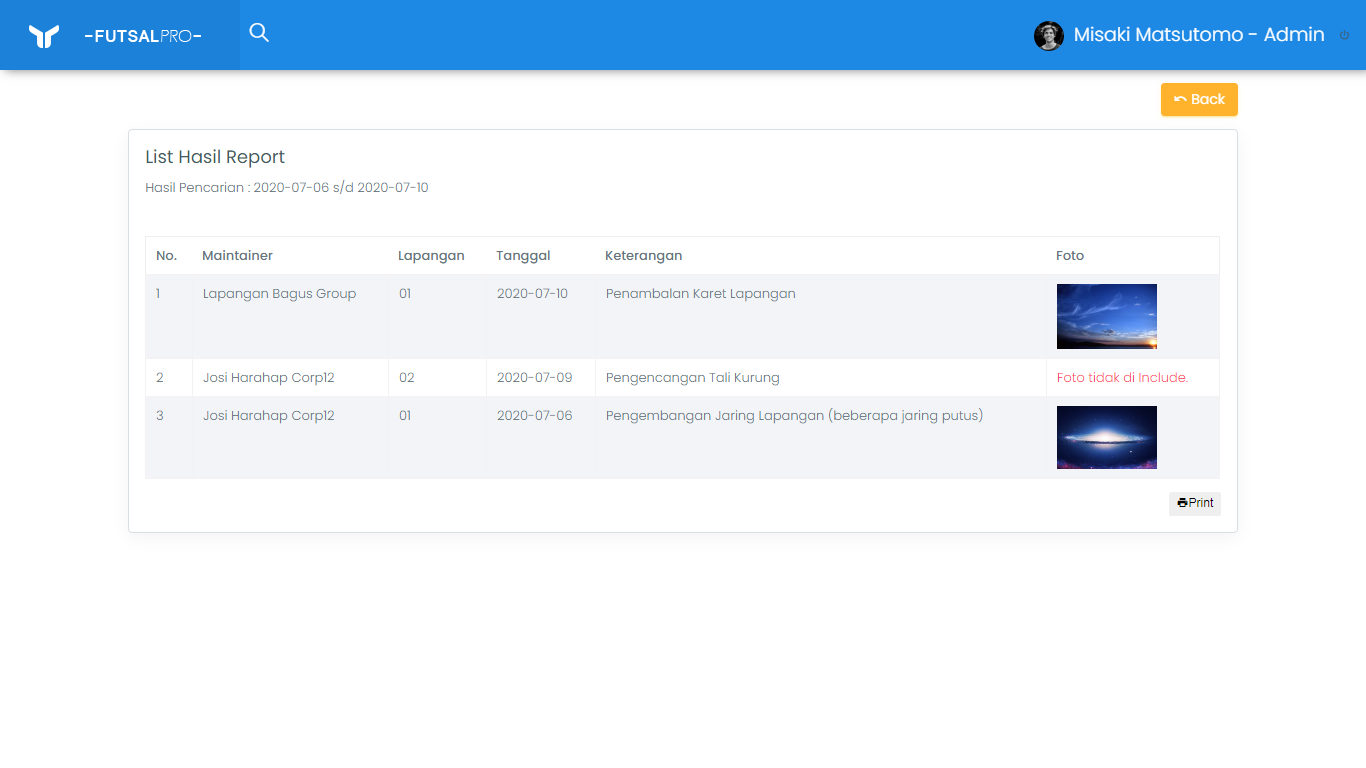 -FUTSALPRO-
Misaki Matsutomo - Admin
Back
List Hasil Report
Hasil Pencarian : 2020-07-06 s/d 2020-07-10
No. Maintainer Lapangan Tanggal Keterangan Foto
1 Lapangan Bagus Group 01 2020-07-10 Penambalan Karet Lapangan
2 Josi Harahap Corp12 02 2020-07-09 Pengencangan Tali Kurung Foto tidak di Include.
3 Josi Harahap Corp12 01 2020-07-06 Pengembangan Jaring Lapangan (beberapa jaring putus)
Print